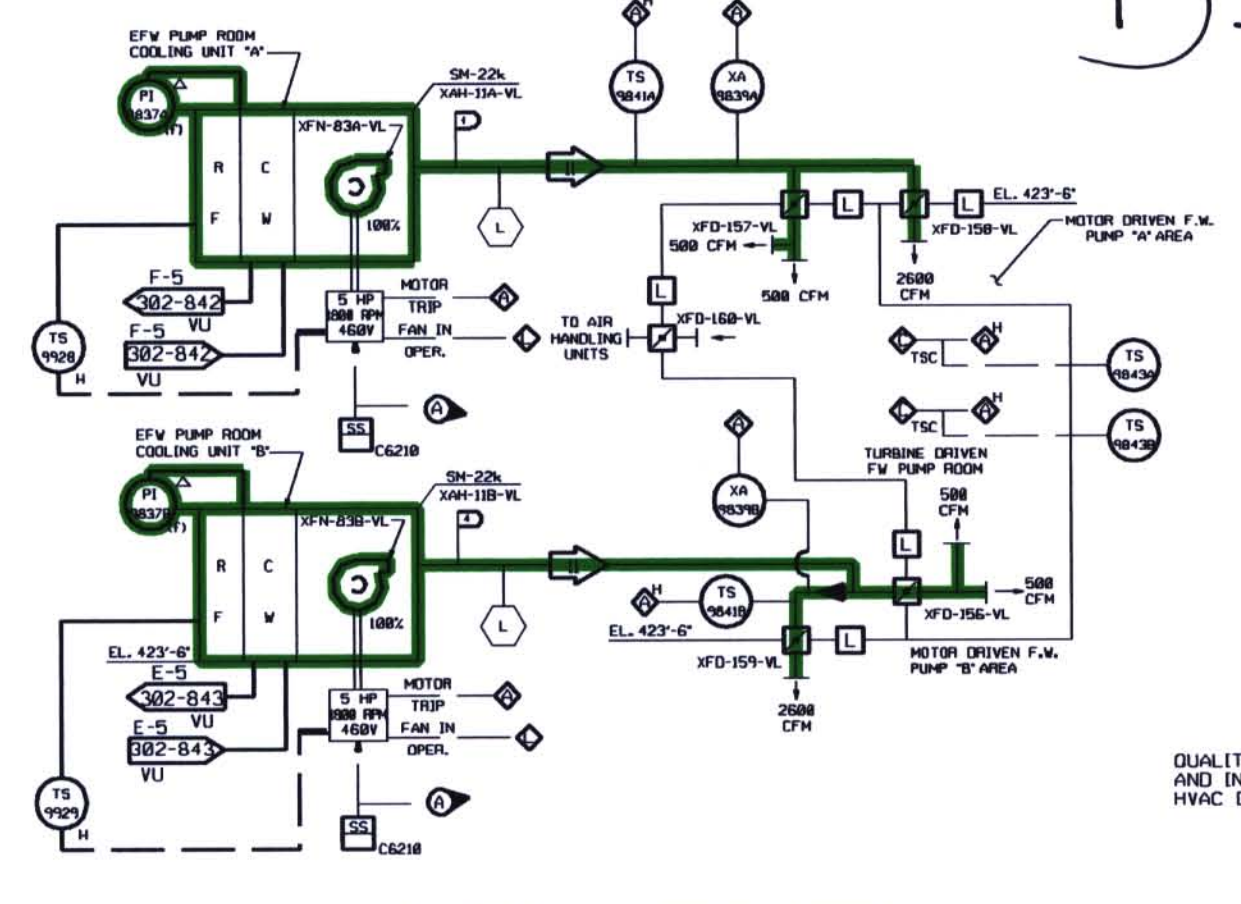 EFW PUMP ROOM
COOLING UNIT "A"
PI
9837A
(f)
SM-22k
XAH-11A-VL
XFN-83A-VL
1
H
A
A
TS
9841A
XA
9839A
R
C
F
W
100%
L
L
L
EL. 423'-6"
XFD-157-VL
XFD-158-VL
MOTOR DRIVEN F.W.
PUMP "A" AREA
500 CFM
500 CFM
2600
CFM
F-5
302-842
VU
F-5
302-842
VU
5 HP
1800 RPM
460V
MOTOR
TRIP
A
FAN IN
OPER.
L
L
XFD-160-VL
TO AIR
HANDLING
UNITS
TS
9928
H
L
A
H
TSC
TS
9843A
L
A
H
TSC
TS
9843B
A
SS
C6210
EFW PUMP ROOM
COOLING UNIT "B"
PI
9837B
(f)
SM-22k
XAH-11B-VL
XFN-83B-VL
4
A
XA
9839B
TURBINE DRIVEN
FW PUMP ROOM
500
CFM
L
R
C
F
W
100%
L
A
H
TS
9841B
500
CFM
XFD-156-VL
EL. 423'-6"
L
XFD-159-VL
MOTOR DRIVEN F.W.
PUMP "B" AREA
2600
CFM
EL. 423'-6"
E-5
302-843
VU
E-5
302-843
VU
5 HP
1800 RPM
460V
MOTOR
TRIP
A
FAN IN
OPER.
L
TS
9929
H
A
SS
C6210
QUALIT
AND IN
HVAC